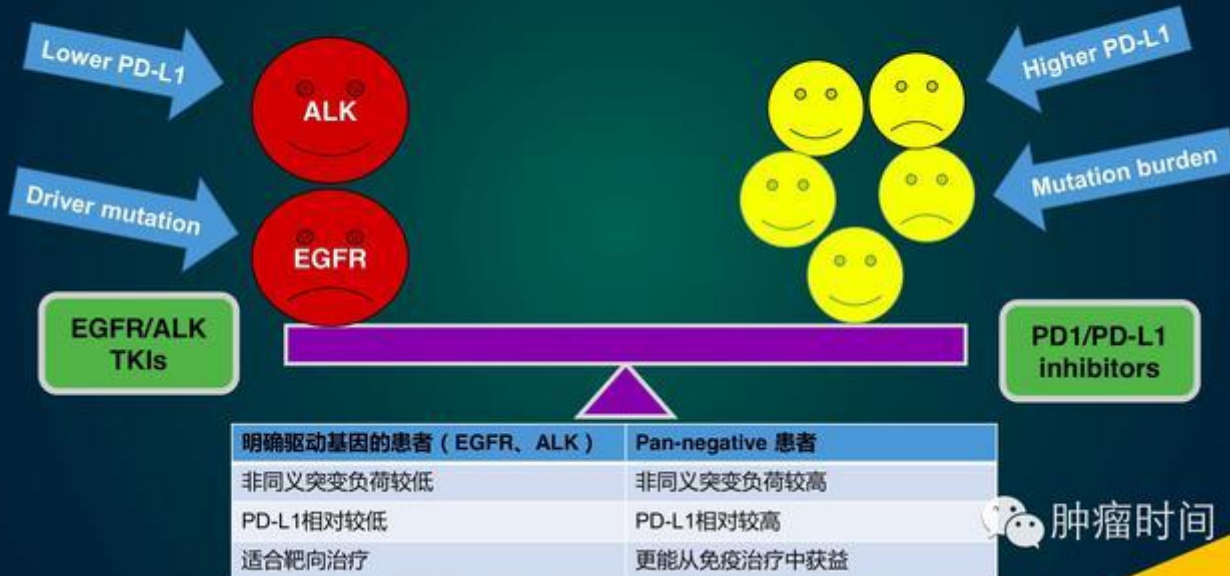 Lower PD-L1
ALK
Higher PD-L1
Driver mutation
EGFR
Mutation burden
EGFR/ALK
TKIs
PD1/PD-L1
inhibitors
明确驱动基因的患者（EGFR、ALK） Pan-negative 患者
非同义突变负荷较低 非同义突变负荷较高
PD-L1相对较低 PD-L1相对较高
适合靶向治疗 更能从免疫治疗中获益
肿瘤时间